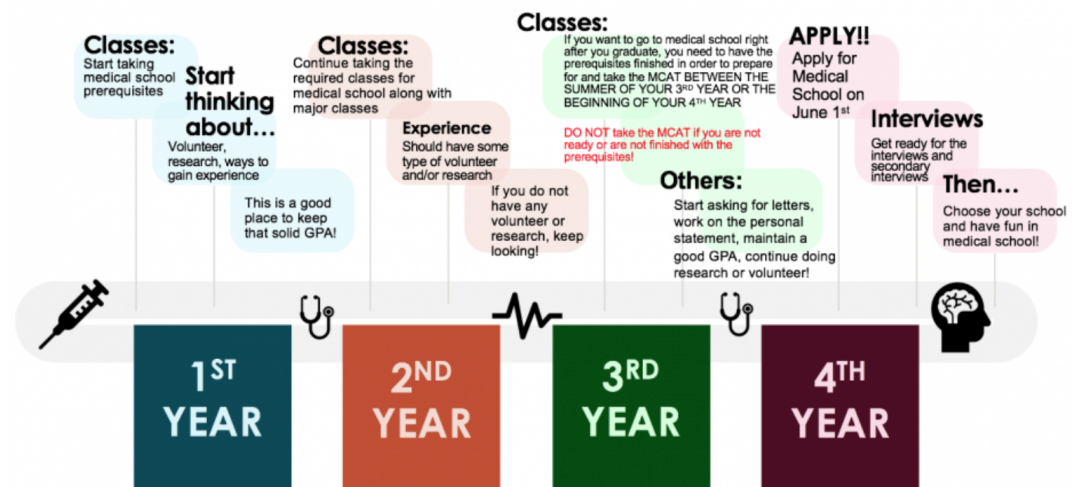 Classes:
Start taking
medical school
prerequisites
Start
thinking
about...
Volunteer,
research, ways to
gain experience
This is a good
place to keep
that solid GPA!
1ST
YEAR
Classes:
Continue taking the
required classes for
medical school along with
major classes
Experience
Should have some
type of volunteer
and/or research
If you do not
have any
volunteer or
research, keep
looking!
2ND
YEAR
Classes:
If you want to go to medical school right
after you graduate, you need to have the
prerequisites finished in order to prepare
for and take the MCAT BETWEEN THE
SUMMER OF YOUR 3RD YEAR OR THE
BEGINNING OF YOUR 4TH YEAR
DO NOT take the MCAT if you are not
ready or are not finished with the
prerequisites!
Others:
Start asking for letters,
work on the personal
statement, maintain a
good GPA, continue doing
research or volunteer!
3RD
YEAR
APPLY!!
Apply for
Medical
School on
June 1st
Interviews
Get ready for the
interviews and
secondary
interviews
Then...
Choose your school
and have fun in
medical school!
4TH
YEAR